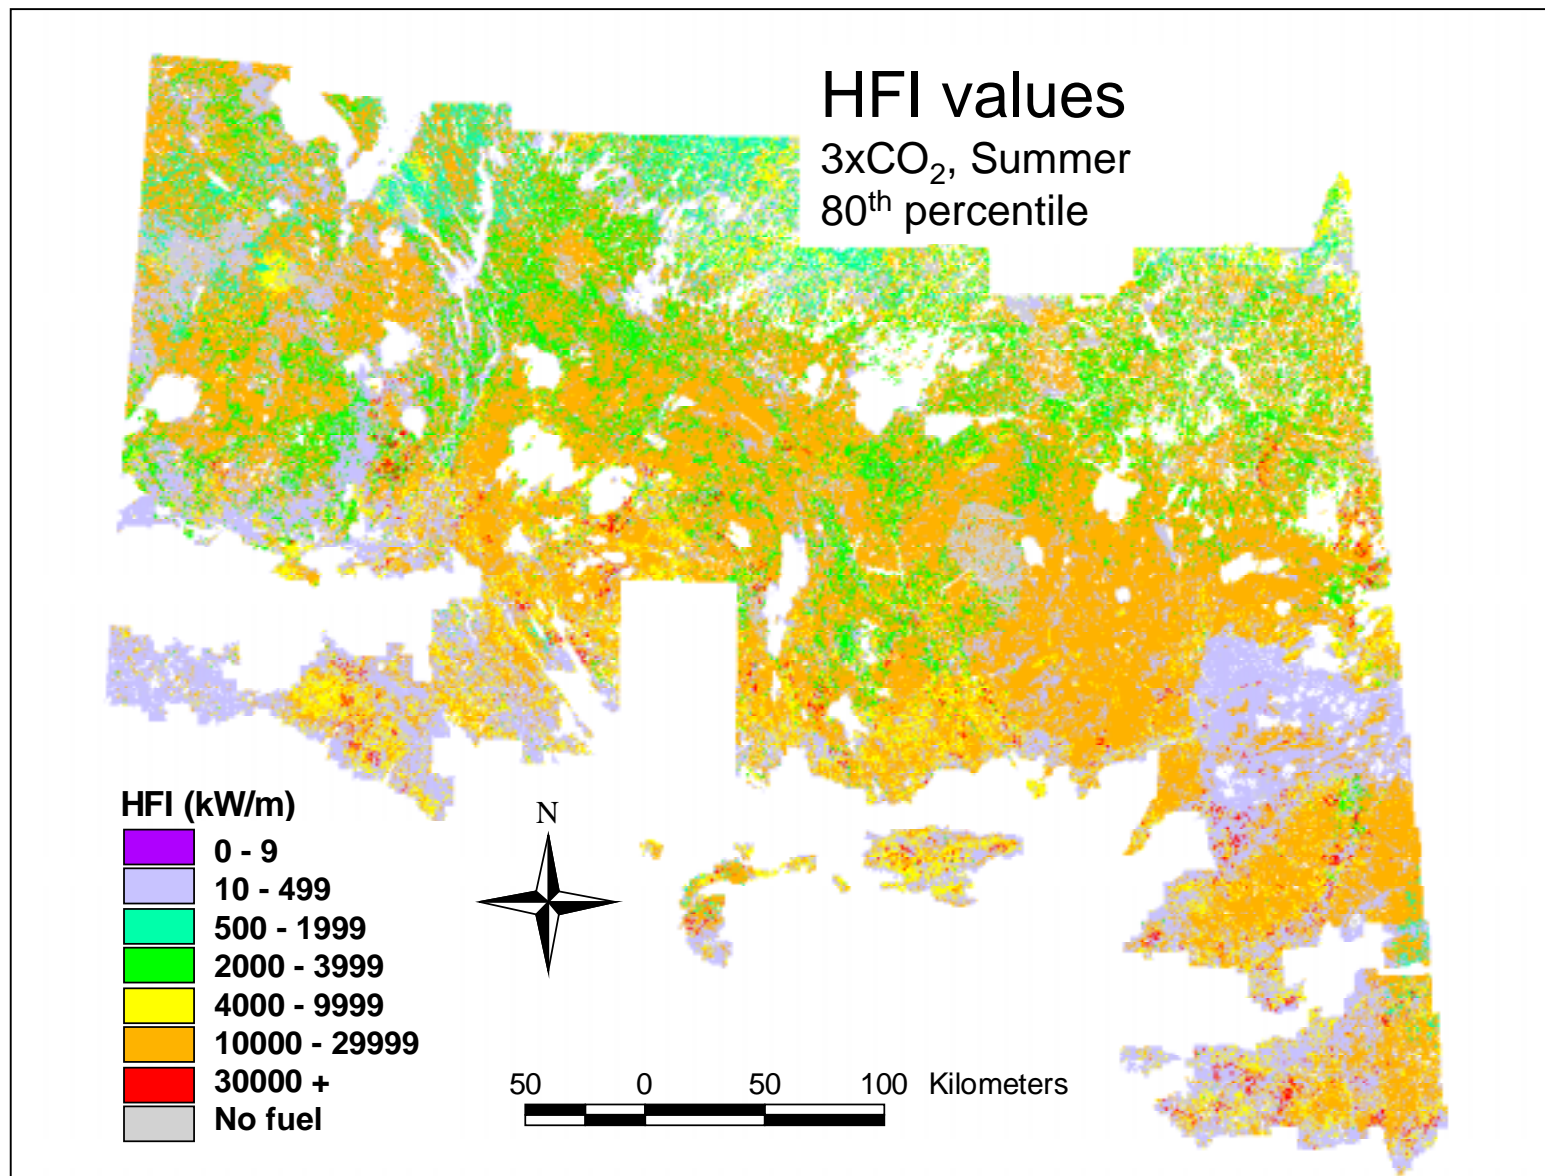 HFI values
3xCO₂, Summer
80ᵗʰ percentile
HFI (kW/m)
0 - 9
10 - 499
500 - 1999
2000 - 3999
4000 - 9999
10000 - 29999
30000 +
No fuel
N
50 0 50 100 Kilometers